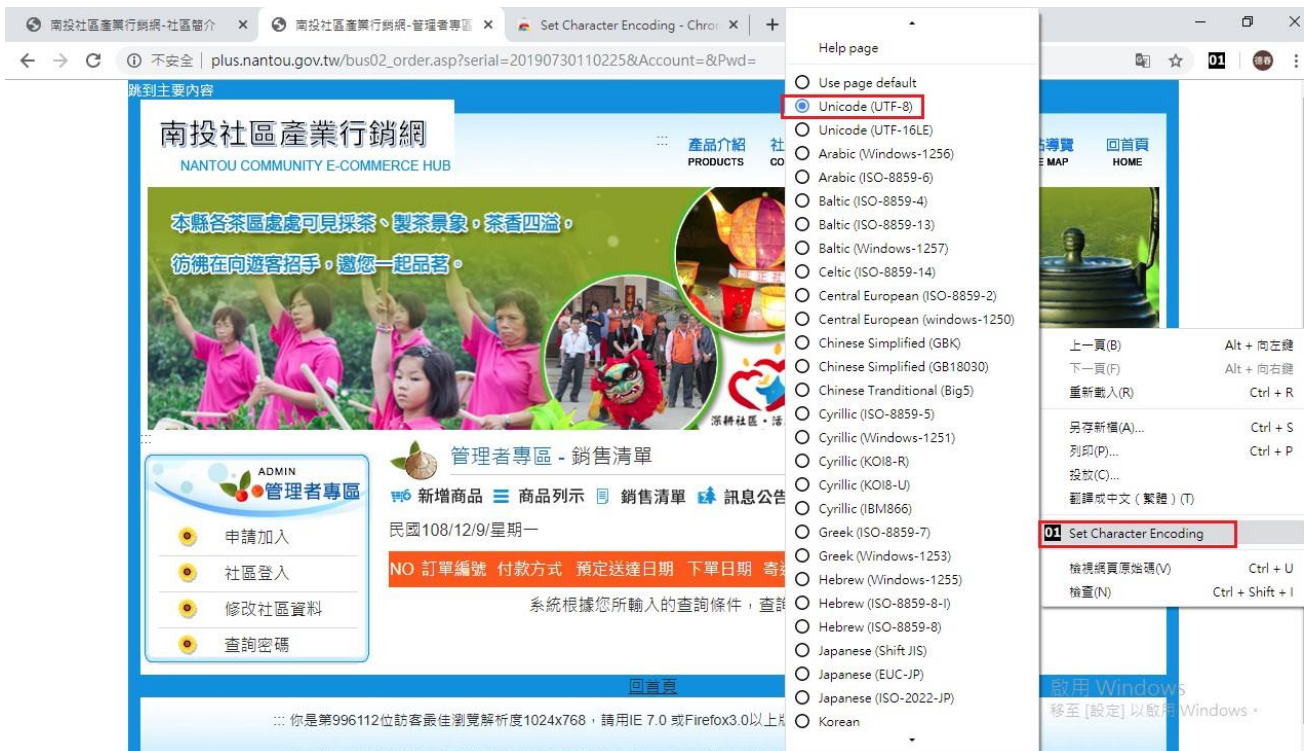 南投社區產業行銷網-社區簡介
南投社區產業行銷網-管理者專區
Set Character Encoding - Chro
不安全 | plus.nantou.gov.tw/bus02_order.asp?serial=201907301102​25&Account=&Pwd=
01
德春
跳到主要內容
南投社區產業行銷網
NANTOU COMMUNITY E-COMMERCE HUB
:::
產品介紹
PRODUCTS
社
CO
導覽
E MAP
回首頁
HOME
本縣各茶區處處可見採茶、製茶景象，茶香四溢，
彷彿在向遊客招手，邀您一起品茗。
深耕社區・活
:::
ADMIN
管理者專區
申請加入
社區登入
修改社區資料
查詢密碼
管理者專區 - 銷售清單
新增商品 商品列示 銷售清單 訊息公告
民國108/12/9/星期一
NO 訂單編號 付款方式 預定送達日期 下單日期 寄
系統根據您所輸入的查詢條件，查
回首頁
::: 你是第996112位訪客最佳瀏覽解析度1024x768，請用IE 7.0 或Firefox3.0以上
Help page
Use page default
Unicode (UTF-8)
Unicode (UTF-16LE)
Arabic (Windows-1256)
Arabic (ISO-8859-6)
Baltic (ISO-8859-4)
Baltic (ISO-8859-13)
Baltic (Windows-1257)
Celtic (ISO-8859-14)
Central European (ISO-8859-2)
Central European (windows-1250)
Chinese Simplified (GBK)
Chinese Simplified (GB18030)
Chinese Tranditional (Big5)
Cyrillic (ISO-8859-5)
Cyrillic (Windows-1251)
Cyrillic (KOI8-R)
Cyrillic (KOI8-U)
Cyrillic (IBM866)
Greek (ISO-8859-7)
Greek (Windows-1253)
Hebrew (Windows-1255)
Hebrew (ISO-8859-8-I)
Hebrew (ISO-8859-8)
Japanese (Shift JIS)
Japanese (EUC-JP)
Japanese (ISO-2022-JP)
Korean
上一頁(B) Alt + 向左鍵
下一頁(F) Alt + 向右鍵
重新載入(R) Ctrl + R
另存新檔(A)... Ctrl + S
列印(P)... Ctrl + P
投放(C)...
翻譯成中文（繁體）(T)
01 Set Character Encoding
檢視網頁原始碼(V) Ctrl + U
檢查(N) Ctrl + Shift + I
啟用 Windows
移至 [設定] 以啟用 Windows。